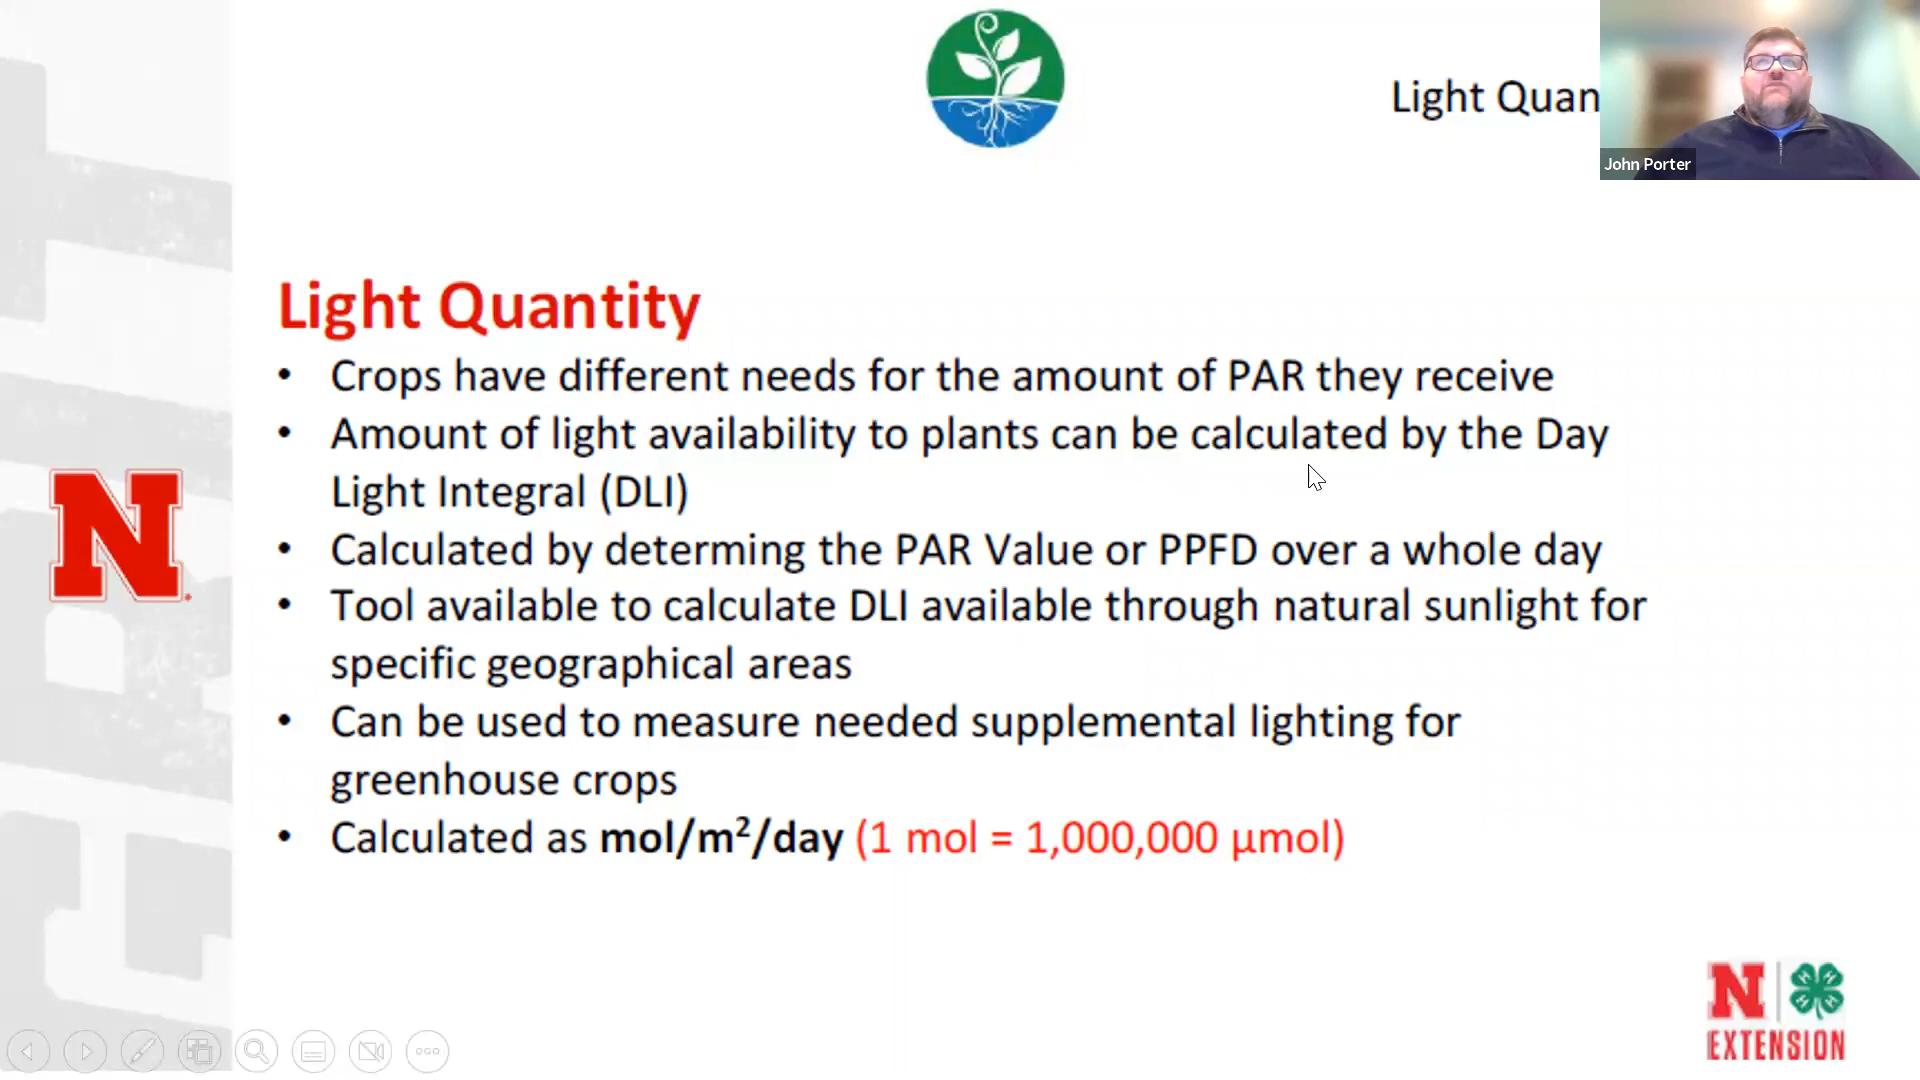 Light Quan
John Porter
Light Quantity
• Crops have different needs for the amount of PAR they receive
• Amount of light availability to plants can be calculated by the Day
Light Integral (DLI)
• Calculated by determing the PAR Value or PPFD over a whole day
• Tool available to calculate DLI available through natural sunlight for
specific geographical areas
• Can be used to measure needed supplemental lighting for
greenhouse crops
• Calculated as mol/m²/day (1 mol = 1,000,000 µmol)
N
N
H H H H
EXTENSION